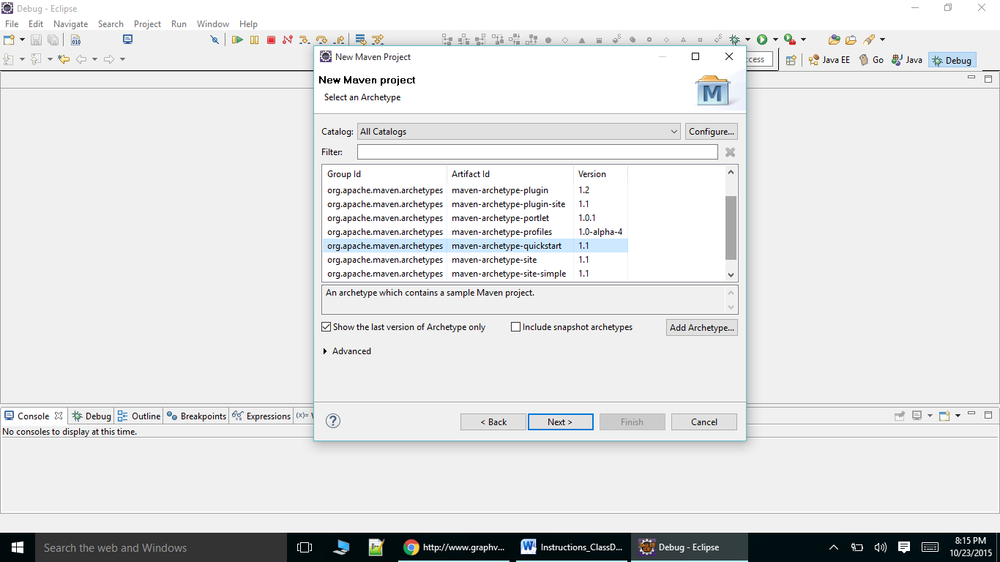 Debug - Eclipse
File Edit Navigate Search Project Run Window Help
010
New Maven Project
ccess
Java EE Go Java Debug
New Maven project
Select an Archetype
M
Catalog: All Catalogs Configure...
Filter:
Group Id Artifact Id Version
org.apache.maven.archetypes maven-archetype-plugin 1.2
org.apache.maven.archetypes maven-archetype-plugin-site 1.1
org.apache.maven.archetypes maven-archetype-portlet 1.0.1
org.apache.maven.archetypes maven-archetype-profiles 1.0-alpha-4
org.apache.maven.archetypes maven-archetype-quickstart 1.1
org.apache.maven.archetypes maven-archetype-site 1.1
org.apache.maven.archetypes maven-archetype-site-simple 1.1
An archetype which contains a sample Maven project.
Show the last version of Archetype only Include snapshot archetypes Add Archetype...
Advanced
Console Debug Outline Breakpoints Expressions (x)=
? < Back Next > Finish Cancel
No consoles to display at this time.
Search the web and Windows http://www.graphv... Instructions_ClassD... Debug - Eclipse
8:15 PM
10/23/2015